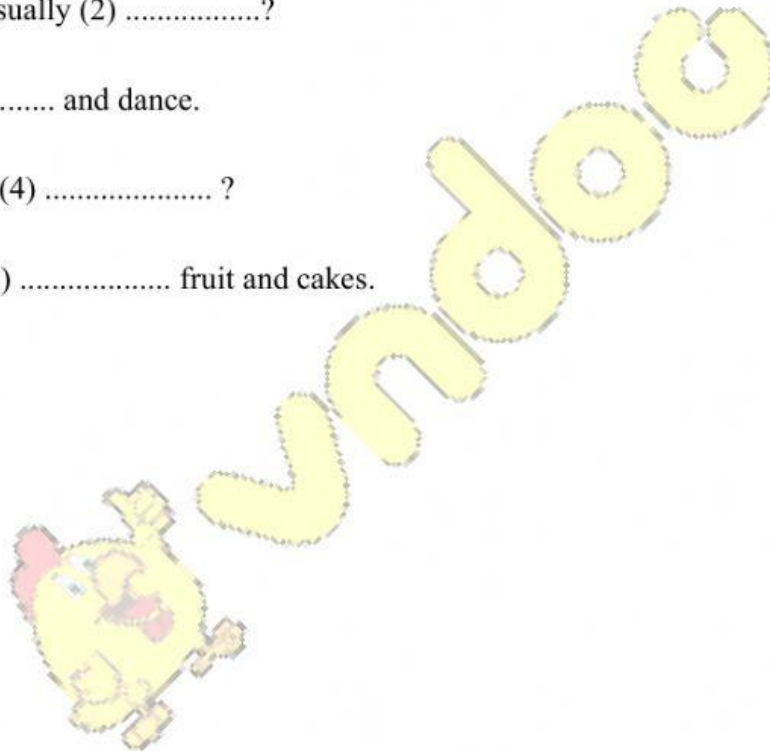 sually (2) ................?
....... and dance.
(4) .................... ?
) .................. fruit and cakes.
vndoc